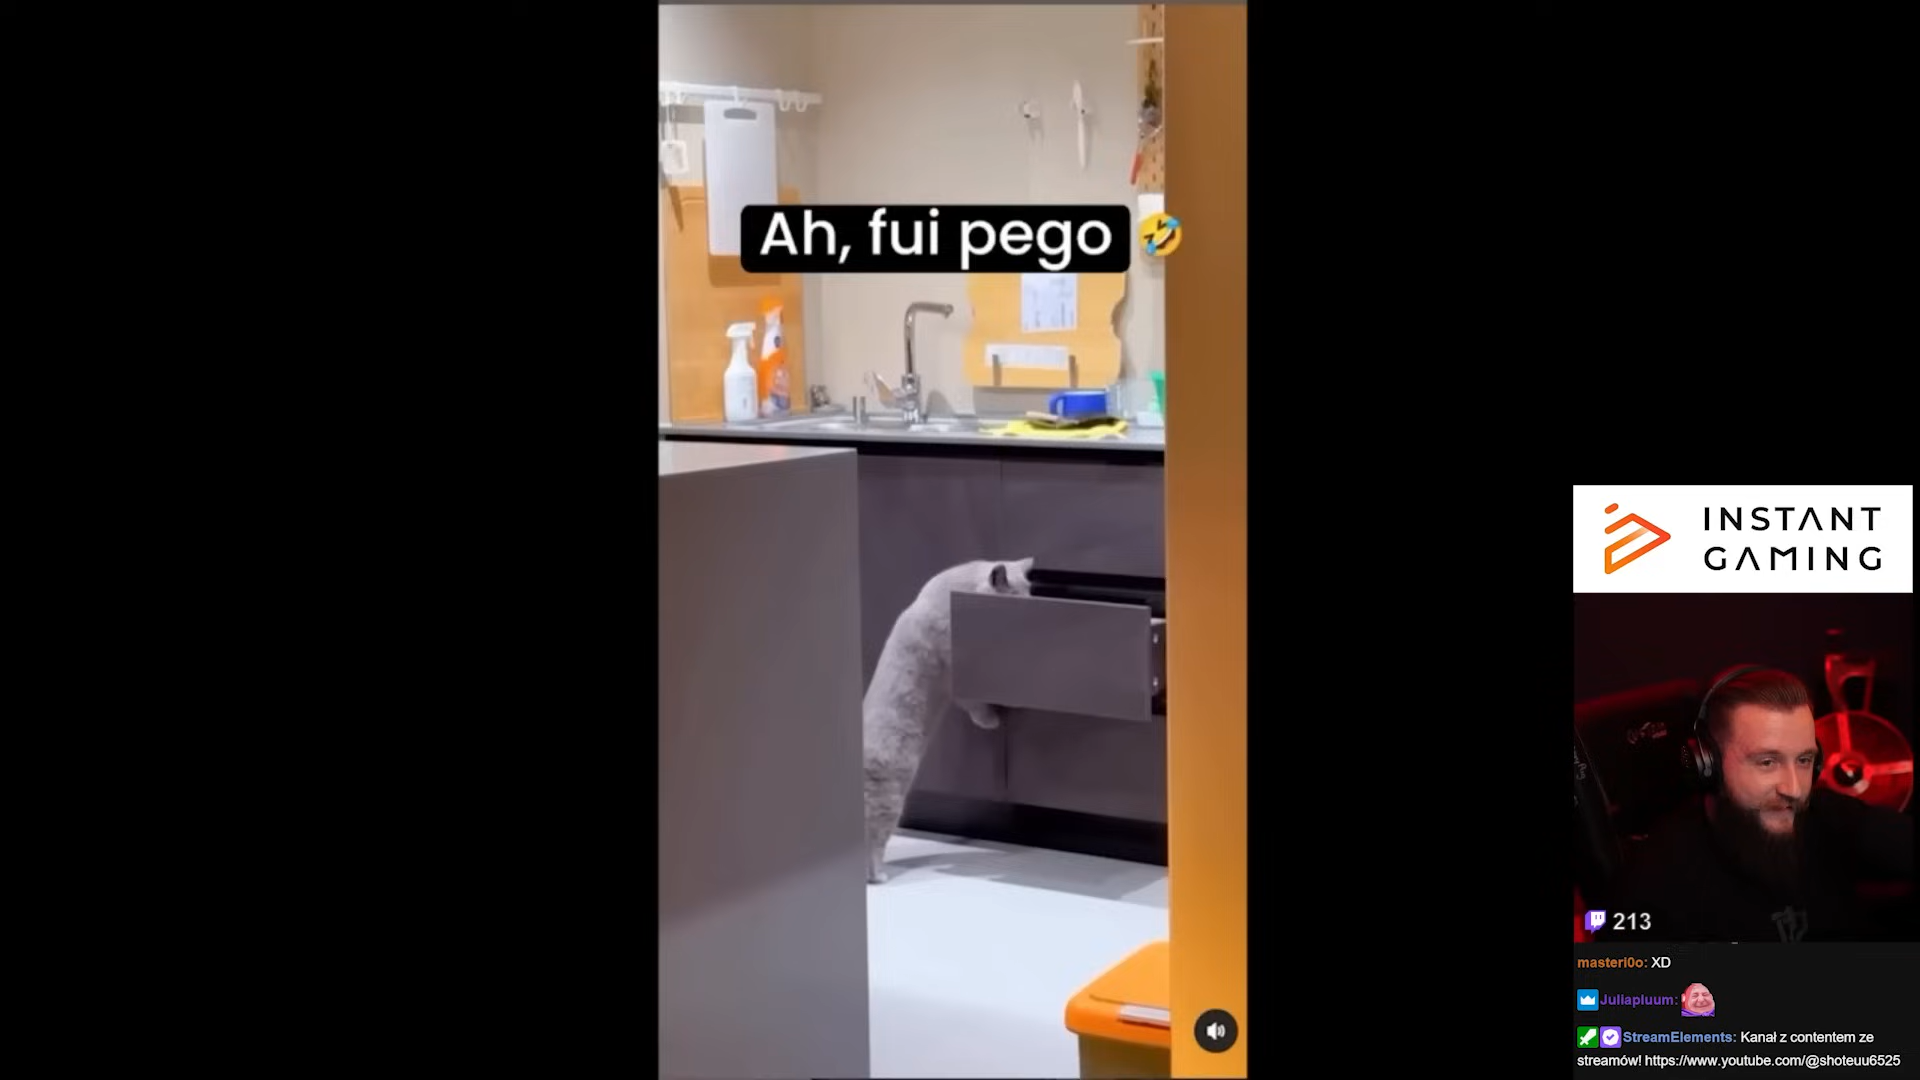 Ah, fui pego 🤣
INSTANT
GAMING
213
masterl0o: XD
Juliapluum:
StreamElements: Kanał z contentem ze
streamów! https://www.youtube.com/@shoteuu6525